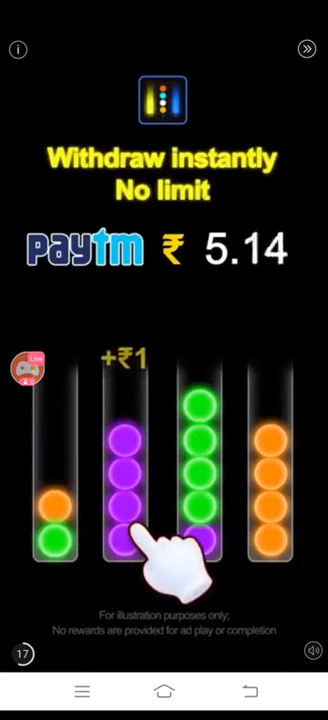 Withdraw instantly
No limit
paytm ₹ 5.14
+₹1
Live
0
For illustration purposes only;
No rewards are provided for ad play or completion
17